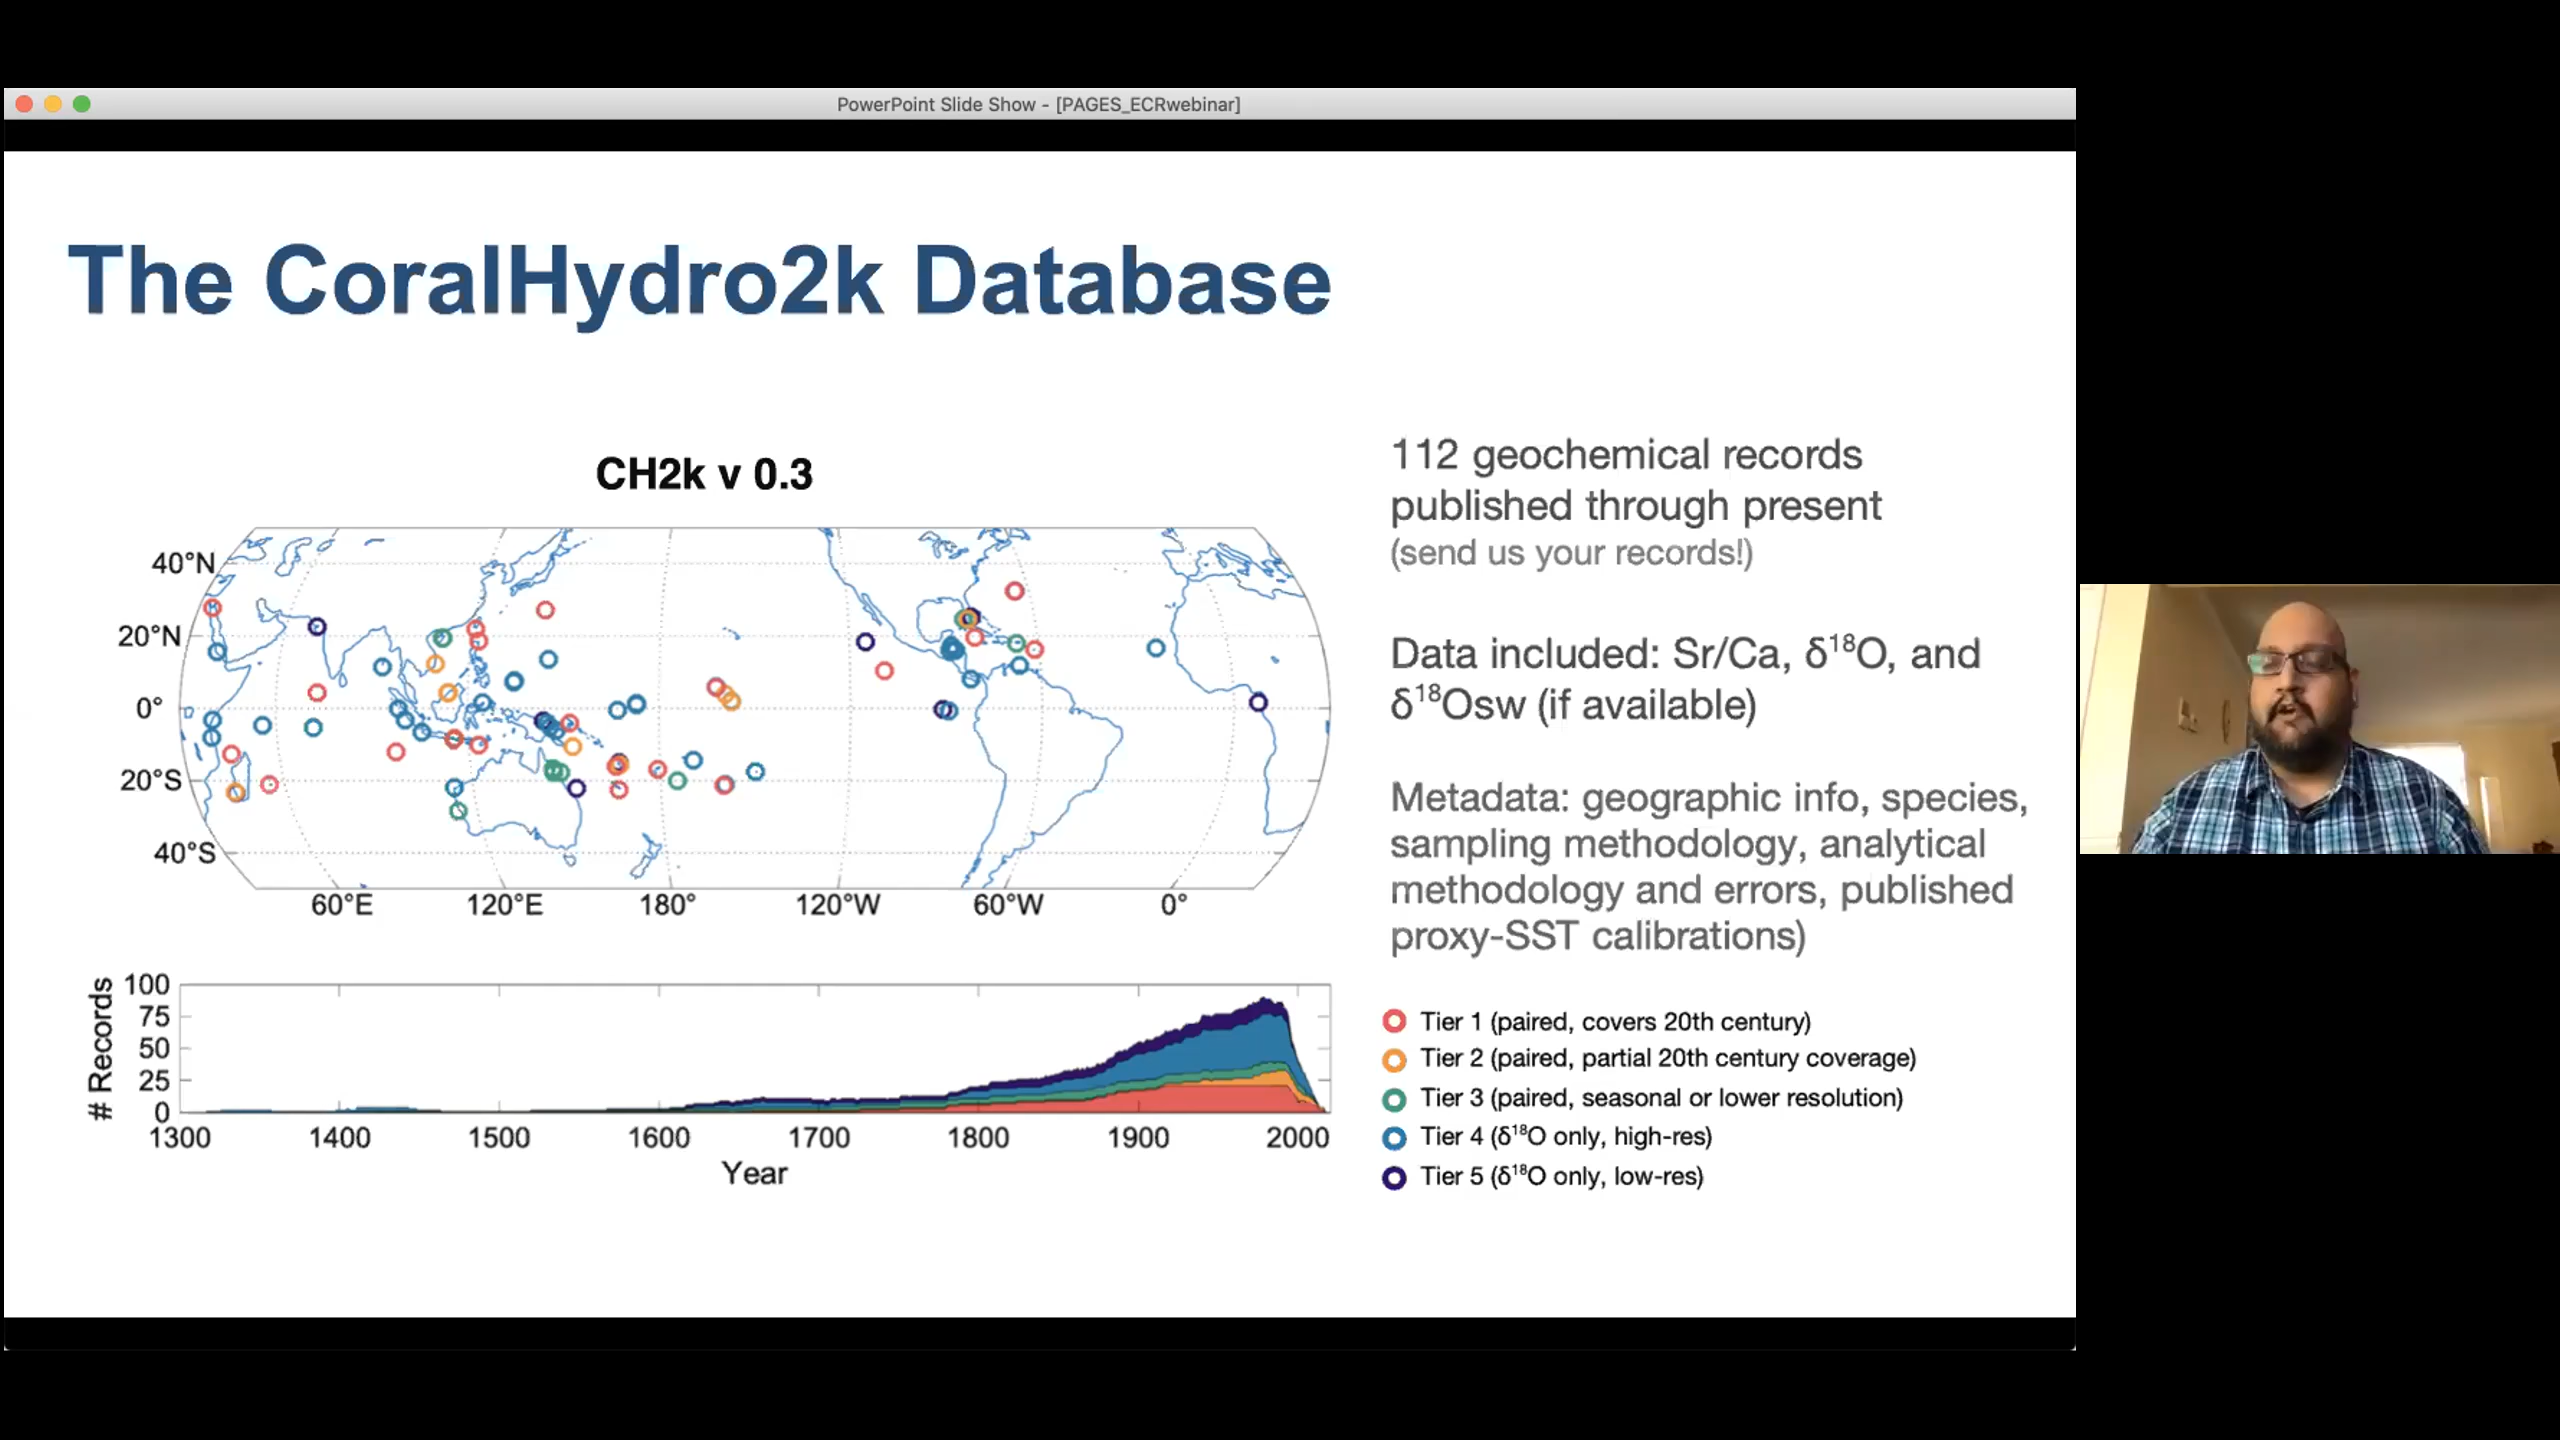 PowerPoint Slide Show - [PAGES_ECRwebinar]
The CoralHydro2k Database
CH2k v 0.3
40°N
20°N
0°
20°S
40°S
60°E 120°E 180° 120°W 60°W 0°
# Records
100
75
50
25
0
1300 1400 1500 1600 1700 1800 1900 2000
Year
112 geochemical records
published through present
(send us your records!)
Data included: Sr/Ca, δ¹⁸O, and
δ¹⁸Osw (if available)
Metadata: geographic info, species,
sampling methodology, analytical
methodology and errors, published
proxy-SST calibrations)
Tier 1 (paired, covers 20th century)
Tier 2 (paired, partial 20th century coverage)
Tier 3 (paired, seasonal or lower resolution)
Tier 4 (δ¹⁸O only, high-res)
Tier 5 (δ¹⁸O only, low-res)